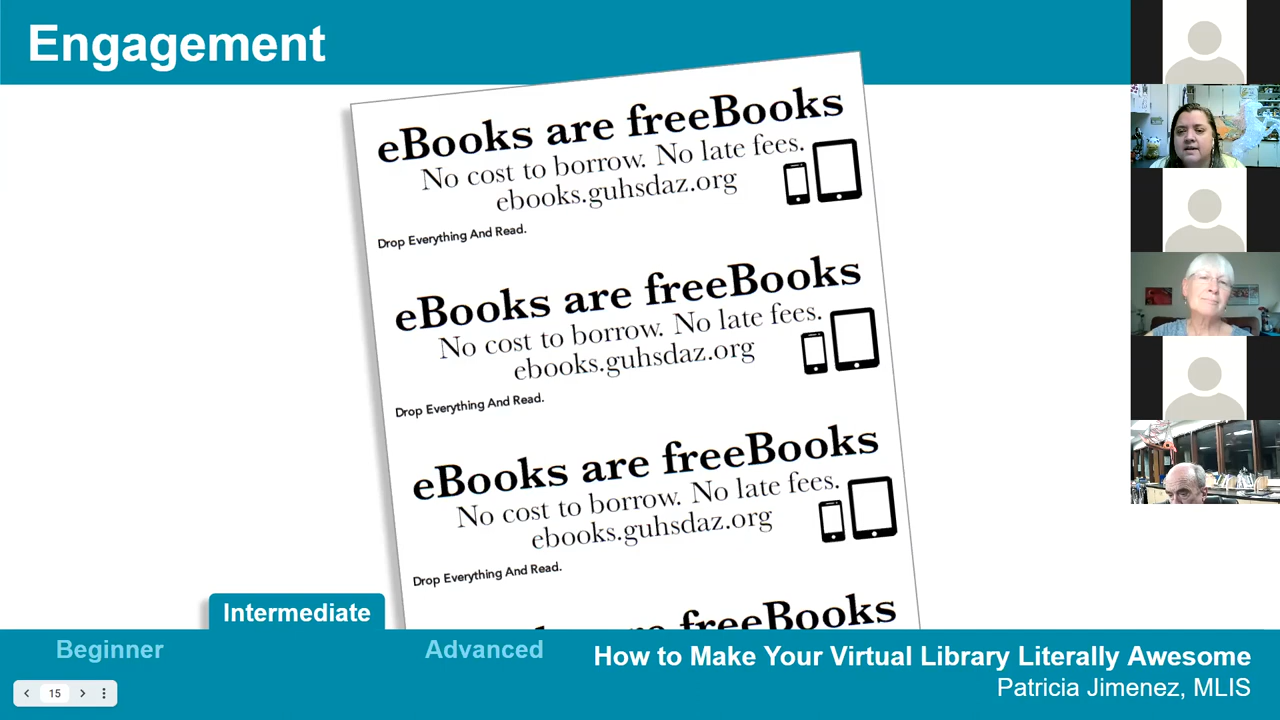 Engagement
eBooks are freeBooks
No cost to borrow. No late fees.
ebooks.guhsdaz.org
Drop Everything And Read.
eBooks are freeBooks
No cost to borrow. No late fees.
ebooks.guhsdaz.org
Drop Everything And Read.
eBooks are freeBooks
No cost to borrow. No late fees.
ebooks.guhsdaz.org
Drop Everything And Read.
freeBooks
Intermediate
Beginner
Advanced
How to Make Your Virtual Library Literally Awesome
Patricia Jimenez, MLIS
15